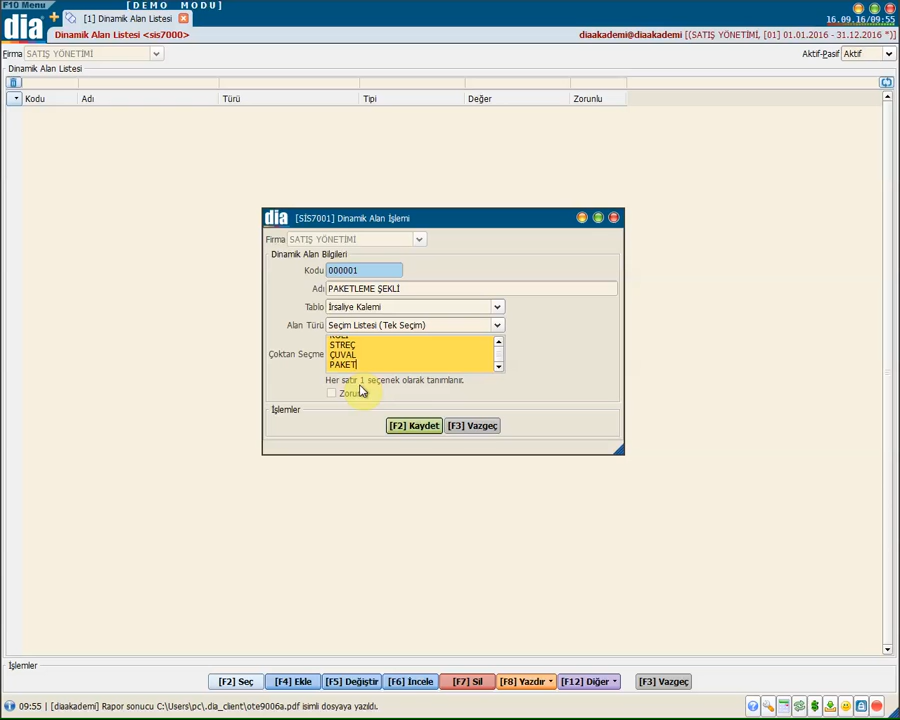 F10 Menu
[DEMO MODU]
dia
[1] Dinamik Alan Listesi
16.09.16/09:55
Dinamik Alan Listesi <sis7000>
diaakademi@diaakademi [(SATIŞ YÖNETİMİ, [01] 01.01.2016 - 31.12.2016 *)]
Firma SATIŞ YÖNETİMİ
Aktif-Pasif Aktif
Dinamik Alan Listesi
Kodu Adı Türü Tipi Değer Zorunlu
dia [SİS7001] Dinamik Alan İşlemi
Firma SATIŞ YÖNETİMİ
Dinamik Alan Bilgileri
Kodu 000001
Adı PAKETLEME ŞEKLİ
Tablo İrsaliye Kalemi
Alan Türü Seçim Listesi (Tek Seçim)
STREÇ
Çoktan Seçme ÇUVAL
PAKET
Her satır 1 seçenek olarak tanımlanır.
İşlemler
[F2] Kaydet [F3] Vazgeç
İşlemler
[F2] Seç [F4] Ekle [F5] Değiştir [F6] İncele [F7] Sil [F8] Yazdır [F12] Diğer [F3] Vazgeç
09:55 | [diaakademi] Rapor sonucu C:\Users\pc\.dia_client\ote9006a.pdf isimli dosyaya yazıldı.